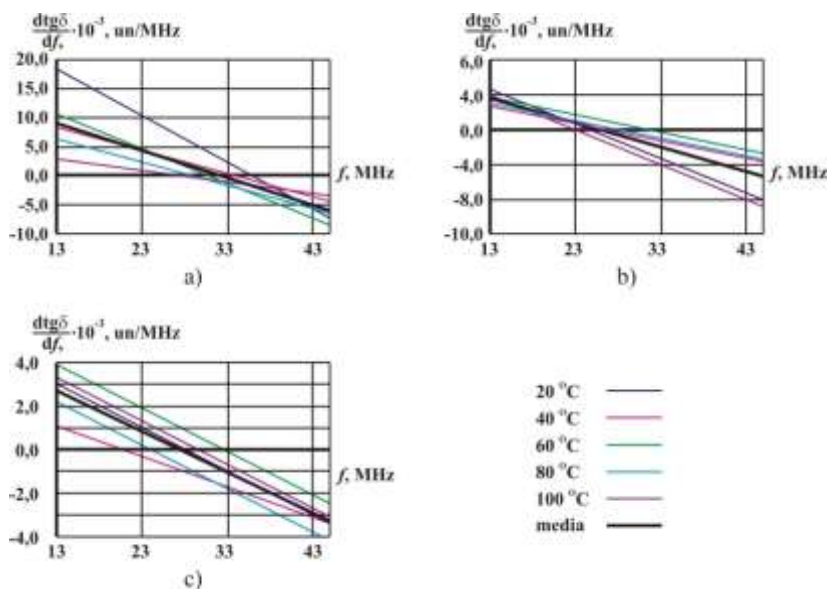 dtgδ/df, ·10⁻³, un/MHz
20,0
15,0
10,0
5,0
0,0
-5,0
-10,0
f, MHz
13 23 33 43
a)
dtgδ/df, ·10⁻³, un/MHz
6,0
4,0
0,0
-4,0
-8,0
-10,0
f, MHz
13 23 33 43
b)
dtgδ/df, ·10⁻³, un/MHz
4,0
2,0
0,0
-2,0
-4,0
f, MHz
13 23 33 43
c)
20 °C
40 °C
60 °C
80 °C
100 °C
media